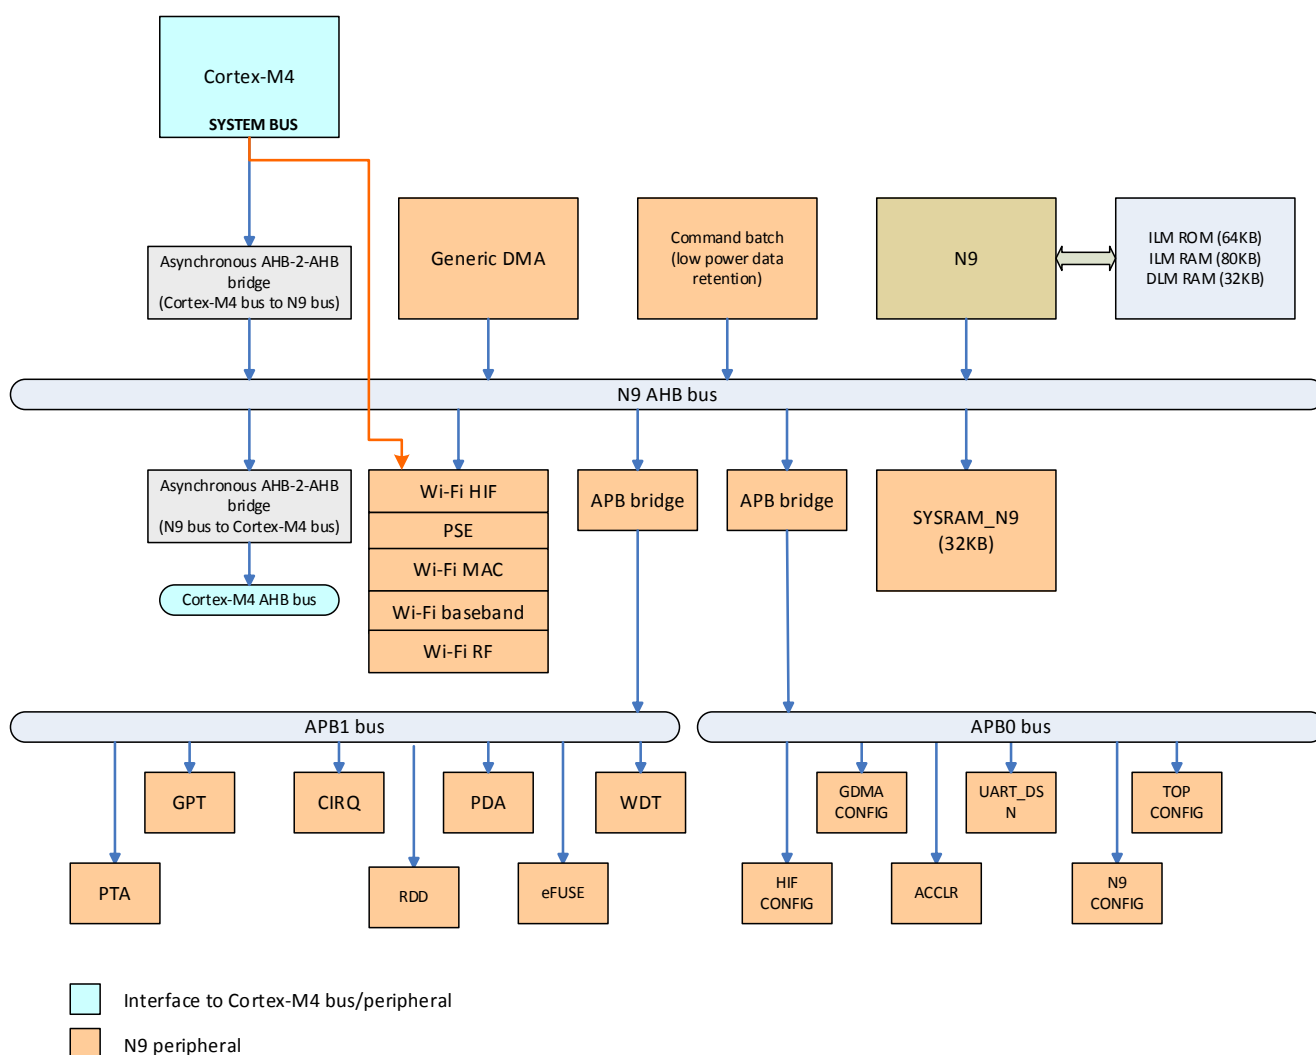 Cortex-M4
SYSTEM BUS
Asynchronous AHB-2-AHB
bridge
(Cortex-M4 bus to N9 bus)
Generic DMA
Command batch
(low power data
retention)
N9
ILM ROM (64KB)
ILM RAM (80KB)
DLM RAM (32KB)
N9 AHB bus
Asynchronous AHB-2-AHB
bridge
(N9 bus to Cortex-M4 bus)
Cortex-M4 AHB bus
Wi-Fi HIF
PSE
Wi-Fi MAC
Wi-Fi baseband
Wi-Fi RF
APB bridge
APB bridge
SYSRAM_N9
(32KB)
APB1 bus
APB0 bus
GPT
CIRQ
PDA
WDT
GDMA
CONFIG
UART_DS
N
TOP
CONFIG
PTA
RDD
eFUSE
HIF
CONFIG
ACCLR
N9
CONFIG
Interface to Cortex-M4 bus/peripheral
N9 peripheral